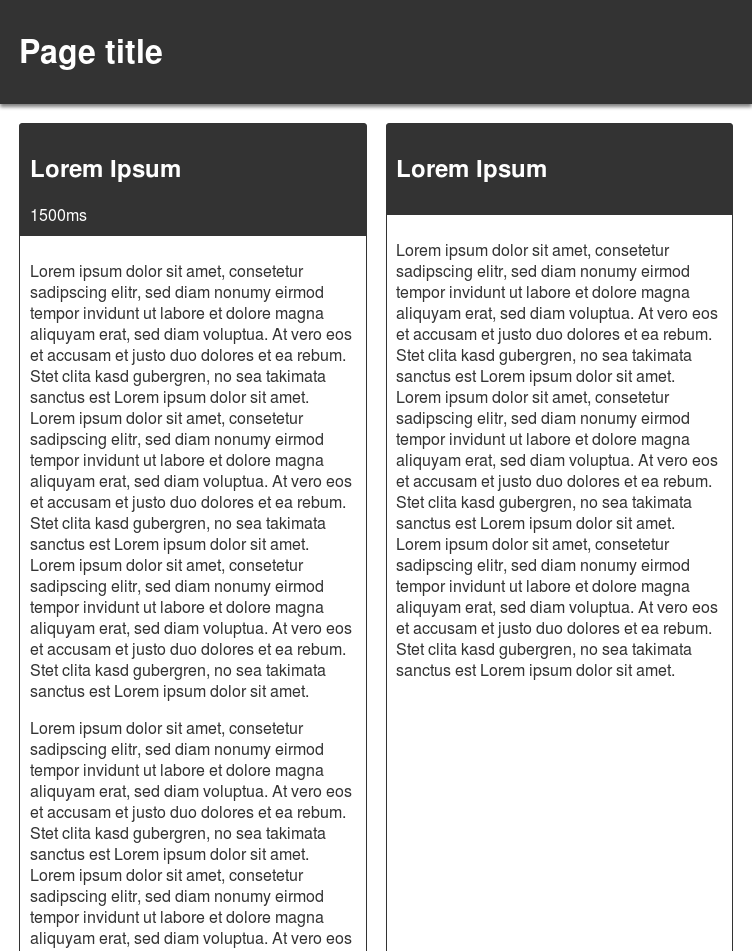 Page title
Lorem Ipsum
1500ms
Lorem ipsum dolor sit amet, consetetur
sadipscing elitr, sed diam nonumy eirmod
tempor invidunt ut labore et dolore magna
aliquyam erat, sed diam voluptua. At vero eos
et accusam et justo duo dolores et ea rebum.
Stet clita kasd gubergren, no sea takimata
sanctus est Lorem ipsum dolor sit amet.
Lorem ipsum dolor sit amet, consetetur
sadipscing elitr, sed diam nonumy eirmod
tempor invidunt ut labore et dolore magna
aliquyam erat, sed diam voluptua. At vero eos
et accusam et justo duo dolores et ea rebum.
Stet clita kasd gubergren, no sea takimata
sanctus est Lorem ipsum dolor sit amet.
Lorem ipsum dolor sit amet, consetetur
sadipscing elitr, sed diam nonumy eirmod
tempor invidunt ut labore et dolore magna
aliquyam erat, sed diam voluptua. At vero eos
et accusam et justo duo dolores et ea rebum.
Stet clita kasd gubergren, no sea takimata
sanctus est Lorem ipsum dolor sit amet.
Lorem ipsum dolor sit amet, consetetur
sadipscing elitr, sed diam nonumy eirmod
tempor invidunt ut labore et dolore magna
aliquyam erat, sed diam voluptua. At vero eos
et accusam et justo duo dolores et ea rebum.
Stet clita kasd gubergren, no sea takimata
sanctus est Lorem ipsum dolor sit amet.
Lorem ipsum dolor sit amet, consetetur
sadipscing elitr, sed diam nonumy eirmod
tempor invidunt ut labore et dolore magna
aliquyam erat, sed diam voluptua. At vero eos
Lorem Ipsum
Lorem ipsum dolor sit amet, consetetur
sadipscing elitr, sed diam nonumy eirmod
tempor invidunt ut labore et dolore magna
aliquyam erat, sed diam voluptua. At vero eos
et accusam et justo duo dolores et ea rebum.
Stet clita kasd gubergren, no sea takimata
sanctus est Lorem ipsum dolor sit amet.
Lorem ipsum dolor sit amet, consetetur
sadipscing elitr, sed diam nonumy eirmod
tempor invidunt ut labore et dolore magna
aliquyam erat, sed diam voluptua. At vero eos
et accusam et justo duo dolores et ea rebum.
Stet clita kasd gubergren, no sea takimata
sanctus est Lorem ipsum dolor sit amet.
Lorem ipsum dolor sit amet, consetetur
sadipscing elitr, sed diam nonumy eirmod
tempor invidunt ut labore et dolore magna
aliquyam erat, sed diam voluptua. At vero eos
et accusam et justo duo dolores et ea rebum.
Stet clita kasd gubergren, no sea takimata
sanctus est Lorem ipsum dolor sit amet.